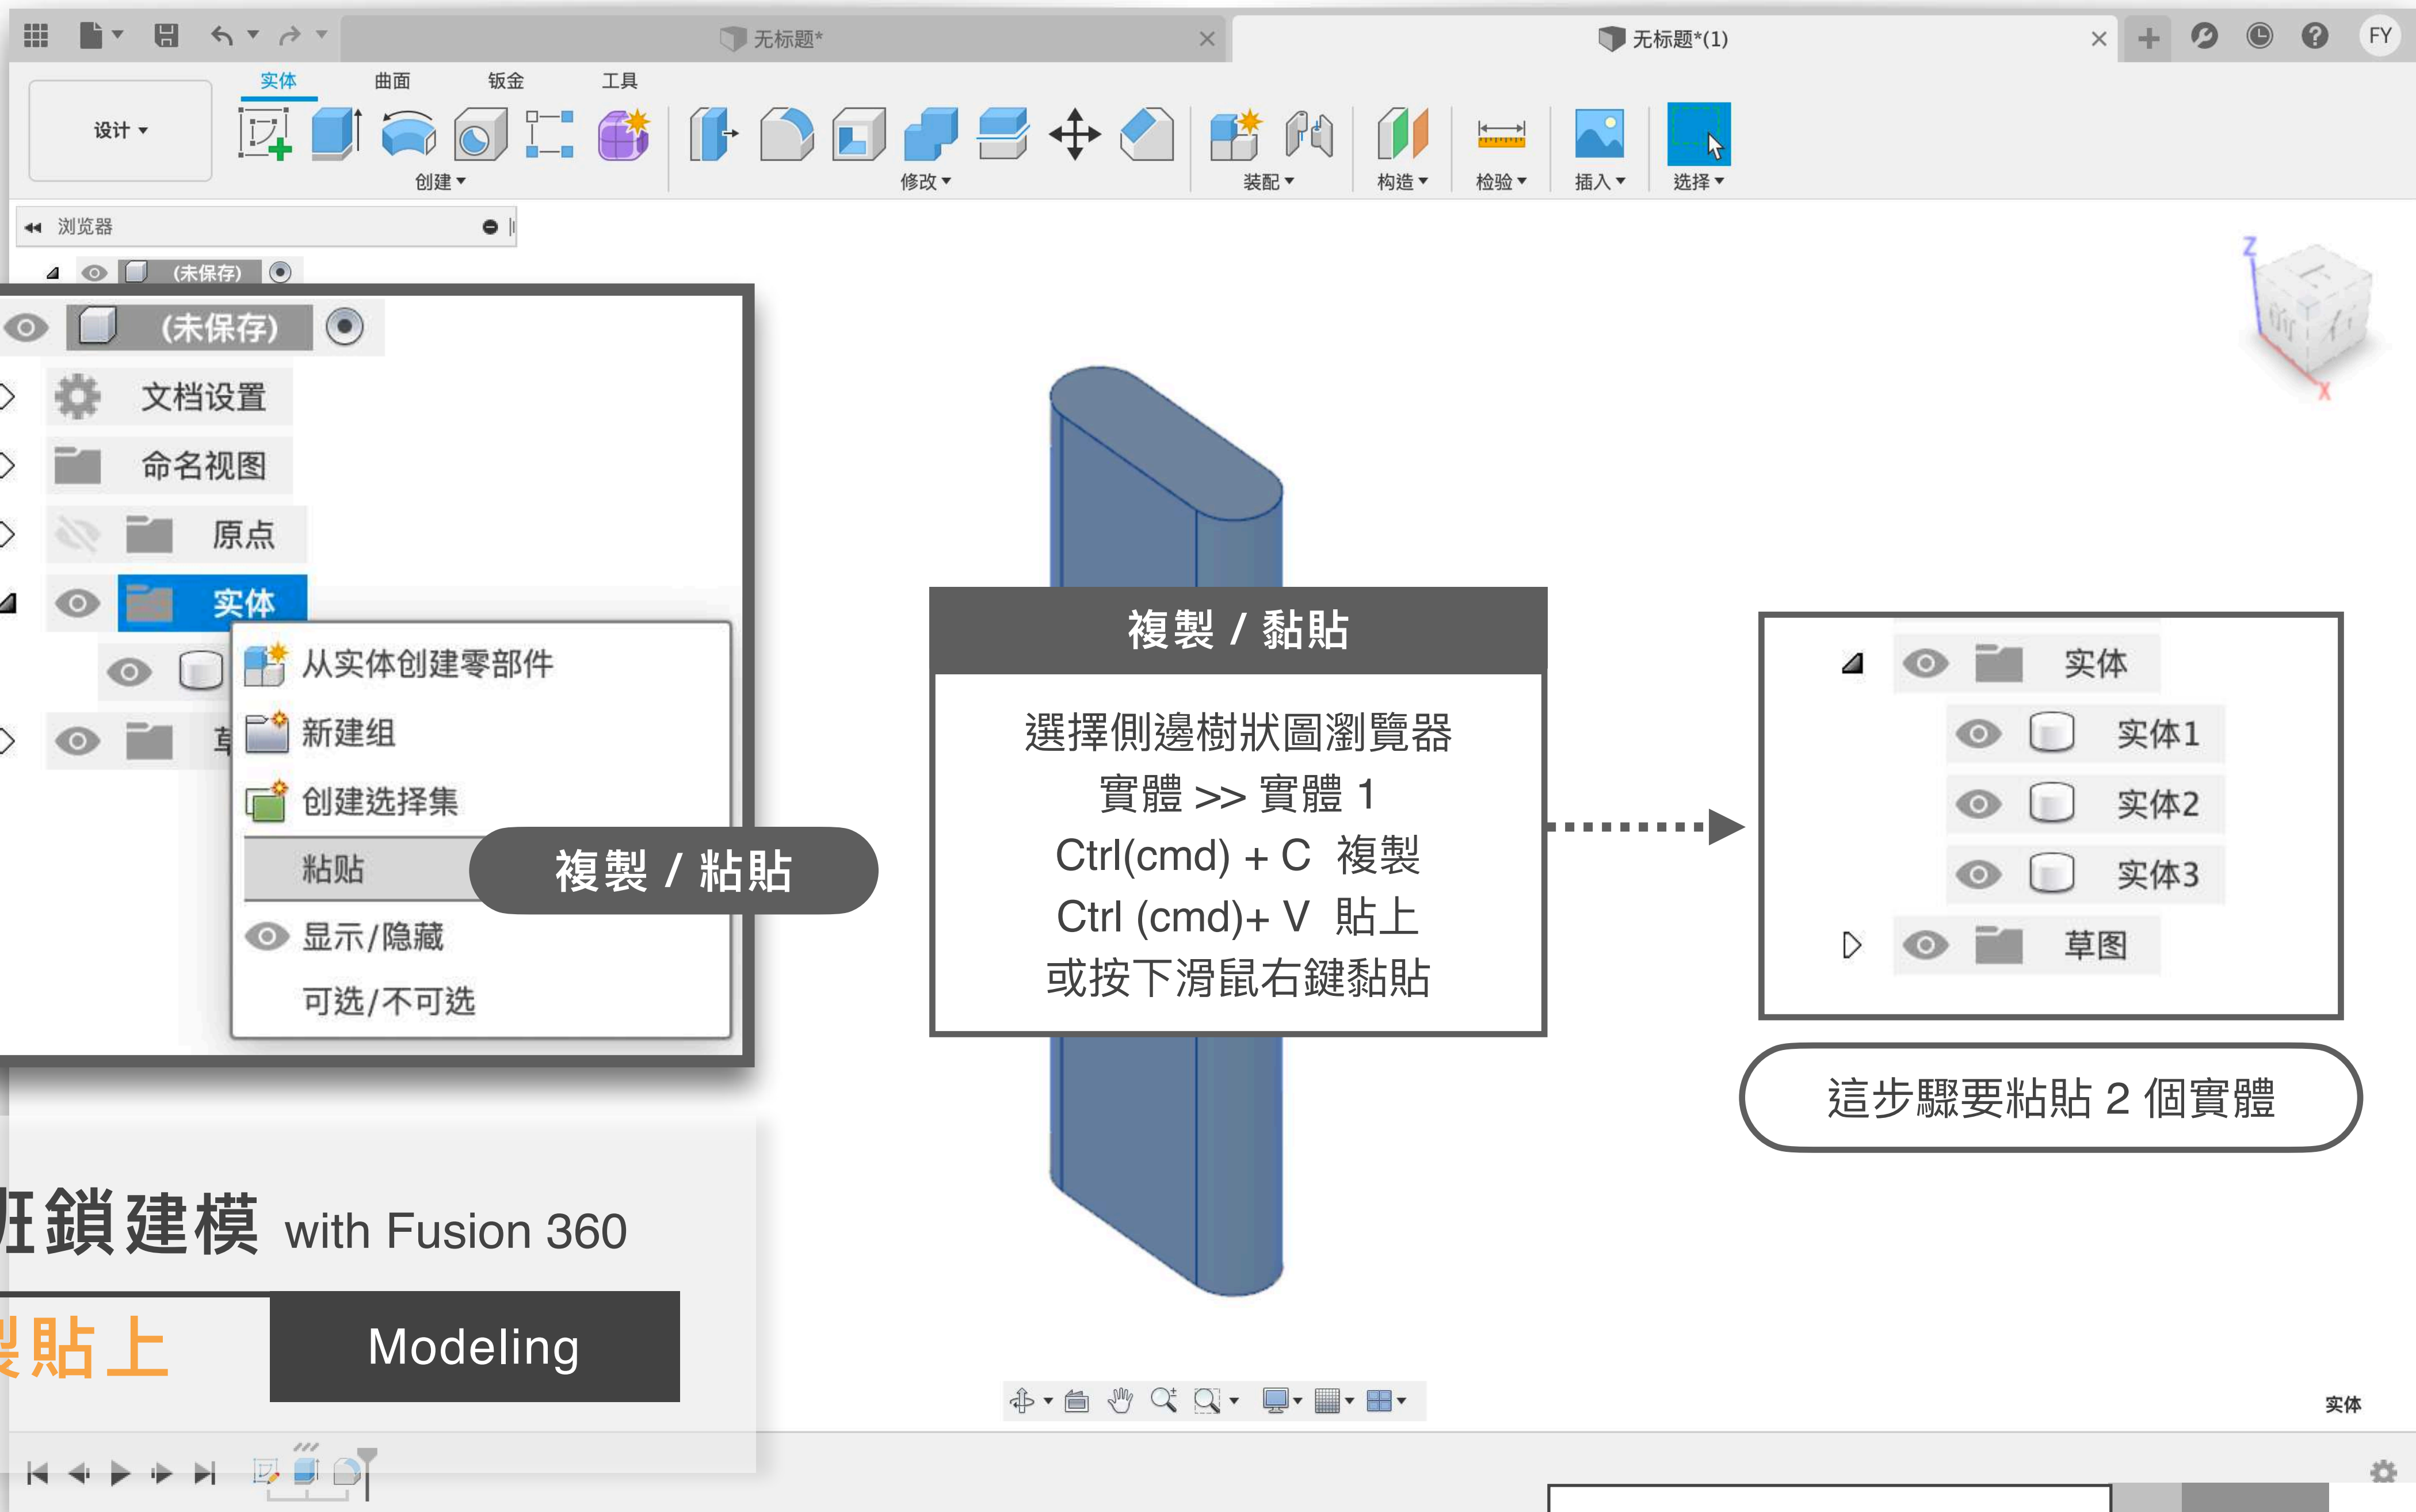 无标题*
无标题*(1)
FY
实体 曲面 钣金 工具
设计
创建 修改 装配 构造 检验 插入 选择
浏览器
(未保存)
(未保存)
文档设置
命名视图
原点
实体
从实体创建零部件
新建组
创建选择集
粘贴
显示/隐藏
可选/不可选
複製 / 粘貼
複製 / 黏貼
選擇側邊樹狀圖瀏覽器
實體 >> 實體 1
Ctrl(cmd) + C 複製
Ctrl (cmd)+ V 貼上
或按下滑鼠右鍵黏貼
实体
实体1
实体2
实体3
草图
這步驟要粘貼 2 個實體
Z
X
班鎖建模 with Fusion 360
製貼上
Modeling
实体